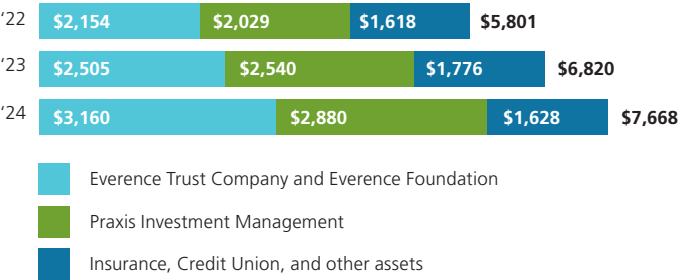 ‘22 $2,154 $2,029 $1,618 $5,801
‘23 $2,505 $2,540 $1,776 $6,820
‘24 $3,160 $2,880 $1,628 $7,668
Everence Trust Company and Everence Foundation
Praxis Investment Management
Insurance, Credit Union, and other assets